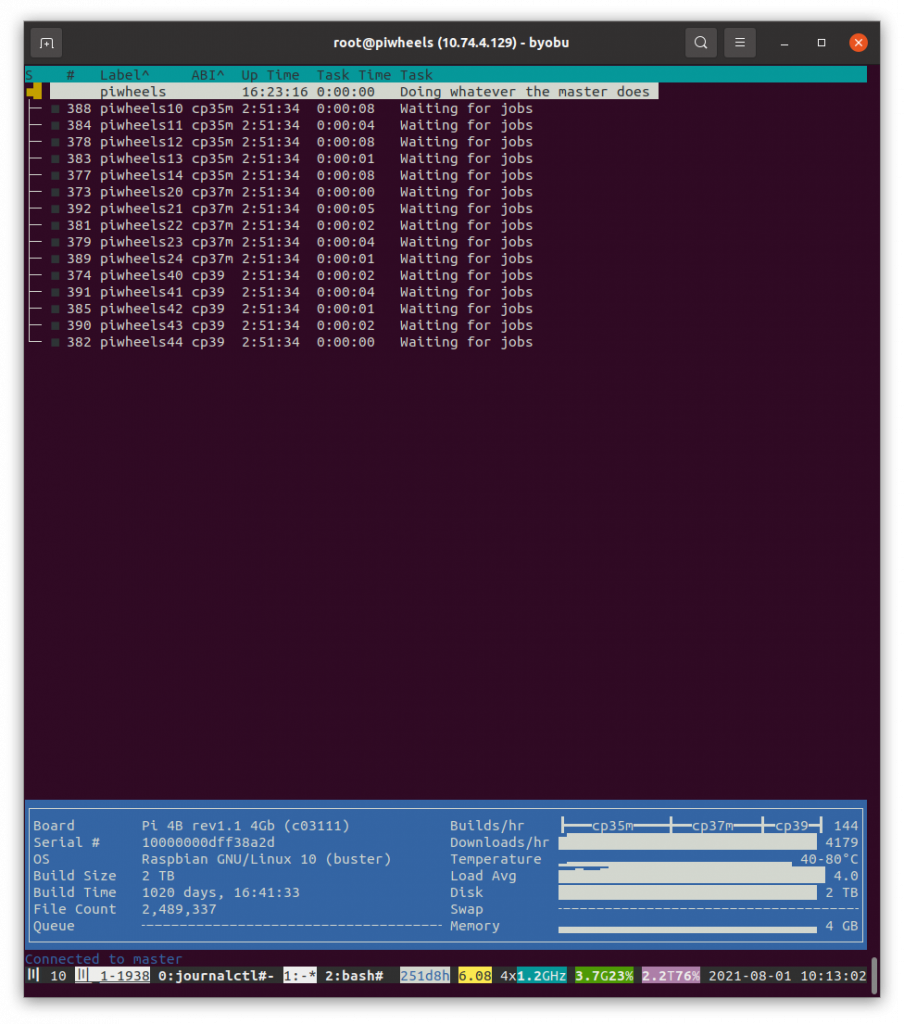 root@piwheels (10.74.4.129) - byobu
S # Label^ ABI^ Up Time Task Time Task
piwheels 16:23:16 0:00:00 Doing whatever the master does
388 piwheels10 cp35m 2:51:34 0:00:08 Waiting for jobs
384 piwheels11 cp35m 2:51:34 0:00:04 Waiting for jobs
378 piwheels12 cp35m 2:51:34 0:00:08 Waiting for jobs
383 piwheels13 cp35m 2:51:34 0:00:01 Waiting for jobs
377 piwheels14 cp35m 2:51:34 0:00:08 Waiting for jobs
373 piwheels20 cp37m 2:51:34 0:00:00 Waiting for jobs
392 piwheels21 cp37m 2:51:34 0:00:05 Waiting for jobs
381 piwheels22 cp37m 2:51:34 0:00:02 Waiting for jobs
379 piwheels23 cp37m 2:51:34 0:00:04 Waiting for jobs
389 piwheels24 cp37m 2:51:34 0:00:01 Waiting for jobs
374 piwheels40 cp39 2:51:34 0:00:02 Waiting for jobs
391 piwheels41 cp39 2:51:34 0:00:04 Waiting for jobs
385 piwheels42 cp39 2:51:34 0:00:01 Waiting for jobs
390 piwheels43 cp39 2:51:34 0:00:02 Waiting for jobs
382 piwheels44 cp39 2:51:34 0:00:00 Waiting for jobs
Board Pi 4B rev1.1 4Gb (c03111) Builds/hr cp35m cp37m cp39 144
Serial # 10000000dff38a2d Downloads/hr 4179
OS Raspbian GNU/Linux 10 (buster) Temperature 40-80°C
Build Size 2 TB Load Avg 4.0
Build Time 1020 days, 16:41:33 Disk 2 TB
File Count 2,489,337 Swap
Queue Memory 4 GB
Connected to master
10 1-1938 0:journalctl#- 1:-* 2:bash# 251d8h 6.08 4x1.2GHz 3.7G23% 2.2T76% 2021-08-01 10:13:02